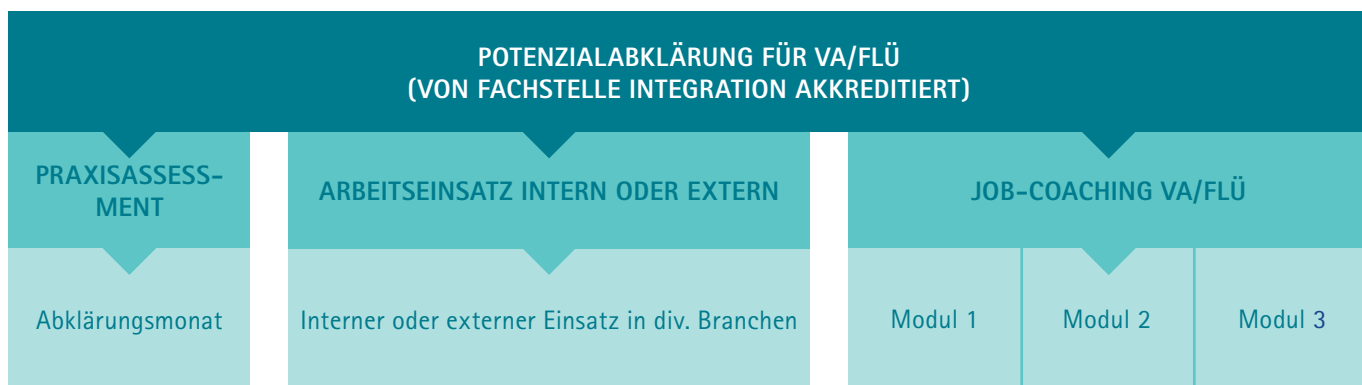 POTENZIALABKLÄRUNG FÜR VA/FLÜ
(VON FACHSTELLE INTEGRATION AKKREDITIERT)
PRAXISASSESS-
MENT
ARBEITSEINSATZ INTERN ODER EXTERN
JOB-COACHING VA/FLÜ
Abklärungsmonat
Interner oder externer Einsatz in div. Branchen
Modul 1
Modul 2
Modul 3